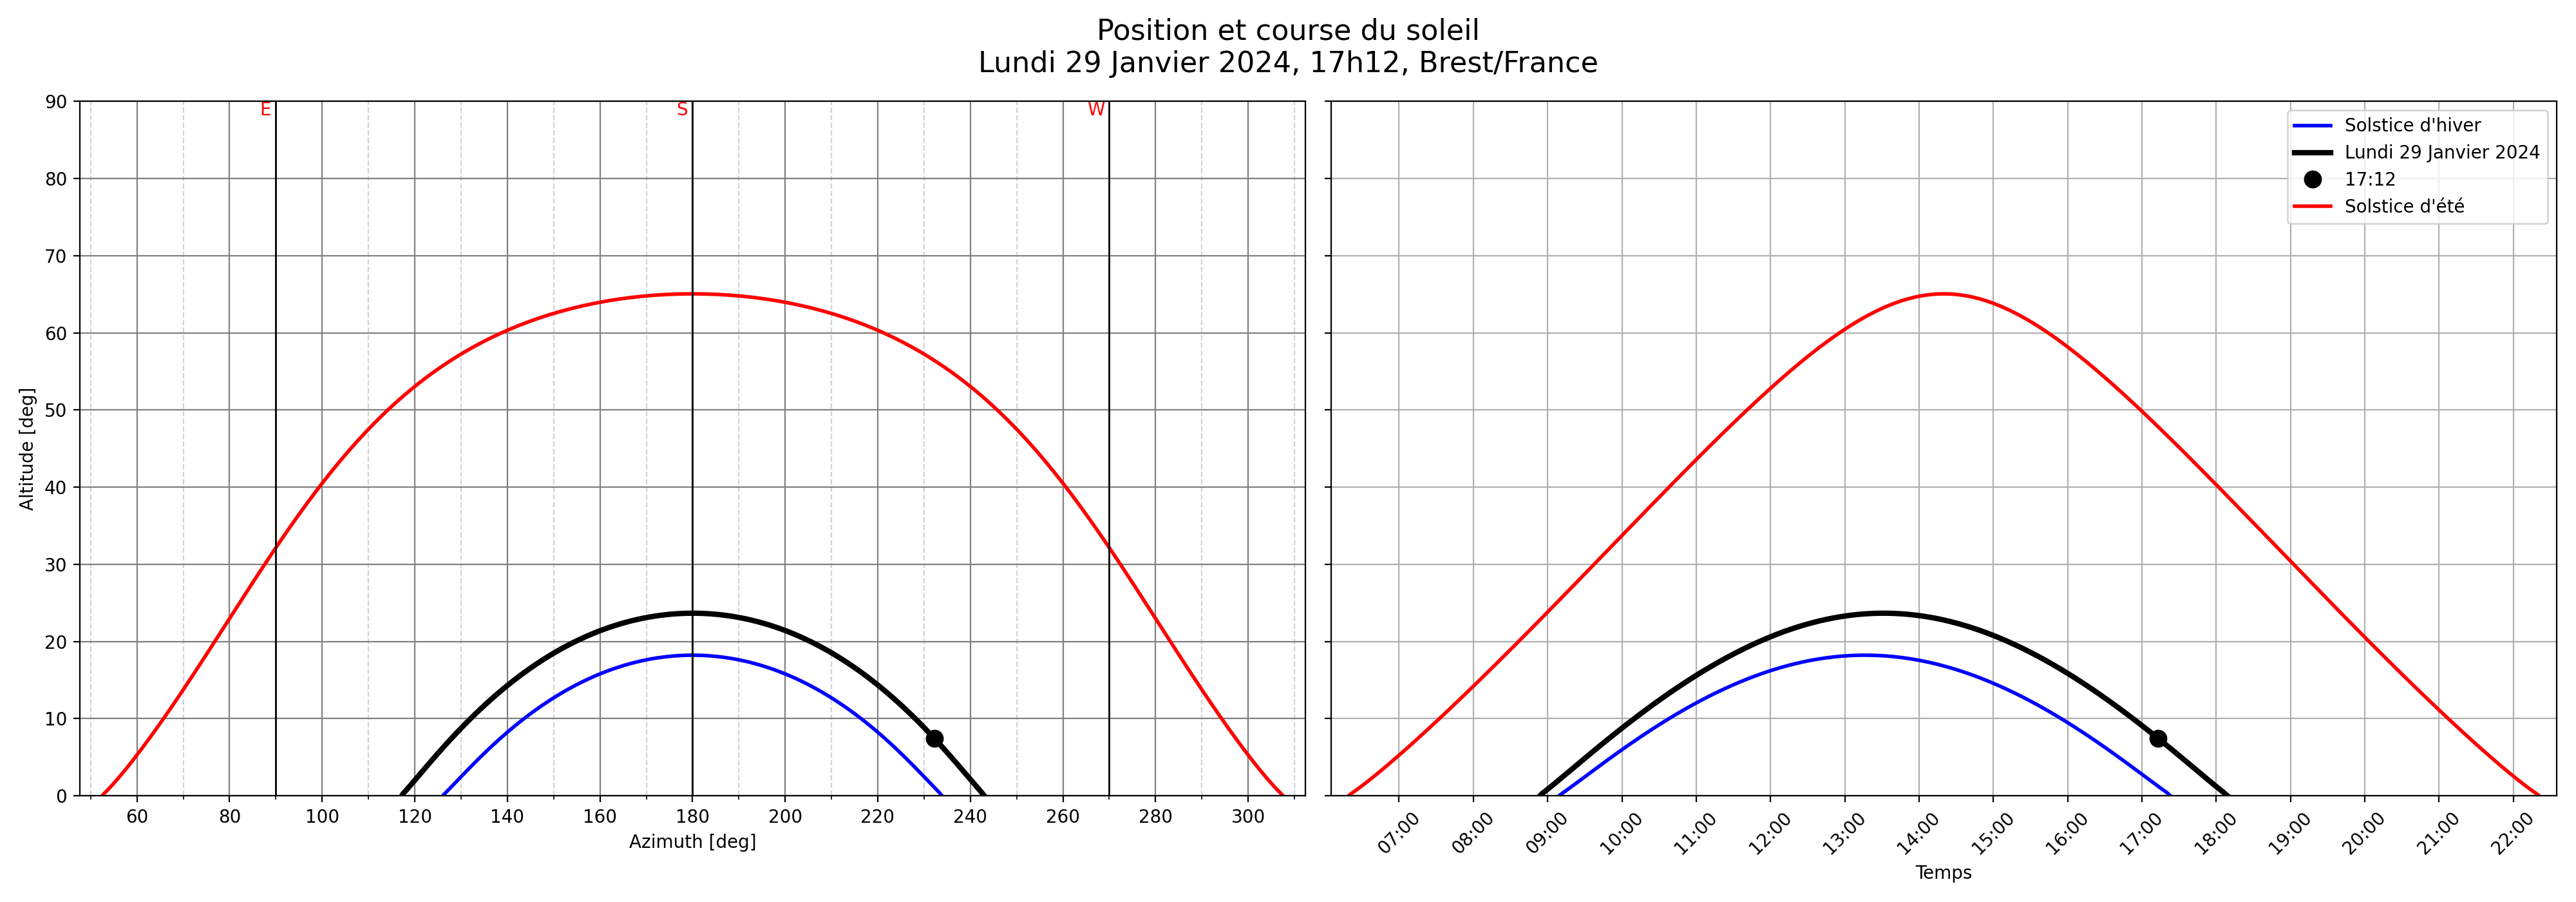 Position et course du soleil
Lundi 29 Janvier 2024, 17h12, Brest/France
E
S
W
90
80
70
60
50
40
30
20
10
0
Altitude [deg]
60 80 100 120 140 160 180 200 220 240 260 280 300
Azimuth [deg]
Solstice d'hiver
Lundi 29 Janvier 2024
17:12
Solstice d'été
07:00 08:00 09:00 10:00 11:00 12:00 13:00 14:00 15:00 16:00 17:00 18:00 19:00 20:00 21:00 22:00
Temps